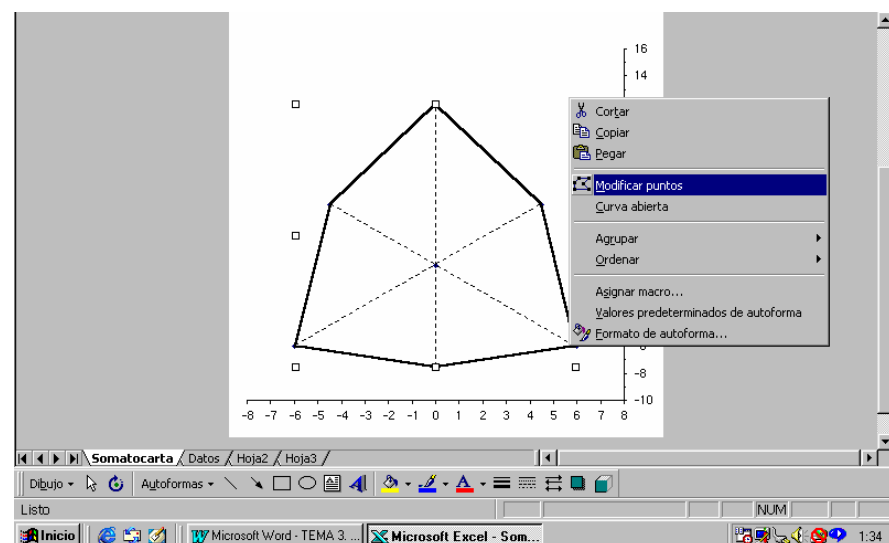 16
14
Cortar
Copiar
Pegar
Modificar puntos
Curva abierta
Agrupar
Ordenar
Asignar macro...
Valores predeterminados de autoforma
Formato de autoforma...
-8
-10
-8 -7 -6 -5 -4 -3 -2 -1 0 1 2 3 4 5 6 7 8
Somatocarta Datos Hoja2 Hoja3
Dibujo Autoformas
Listo NUM
Inicio Microsoft Word - TEMA 3. ... Microsoft Excel - Som... 1:34